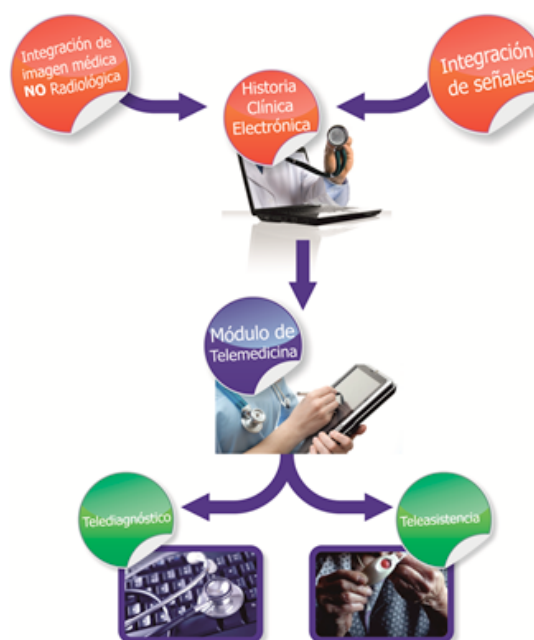 Integración de
imagen médica
NO Radiológica
Integración
de señales
Historia
Clínica
Electrónica
Módulo de
Telemedicina
Telediagnóstico
Teleasistencia